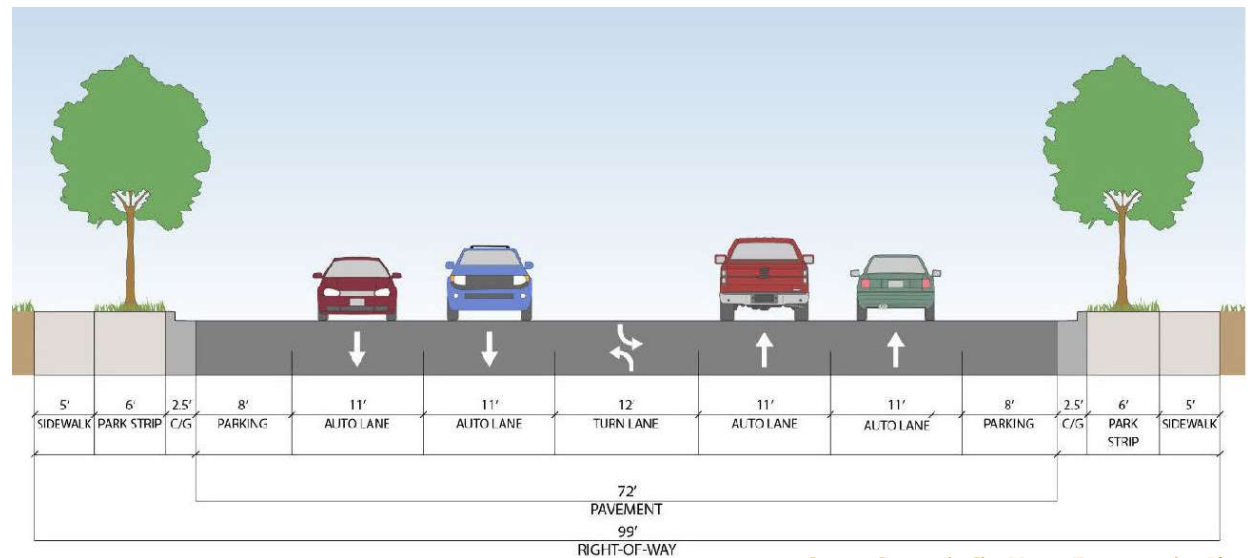 5' 6' 2.5' 8' 11' 11' 12' 11' 11' 8' 2.5' 6' 5'
SIDEWALK PARK STRIP C/G PARKING AUTO LANE AUTO LANE TURN LANE AUTO LANE AUTO LANE PARKING C/G PARK SIDEWALK
STRIP
72'
PAVEMENT
99'
RIGHT-OF-WAY